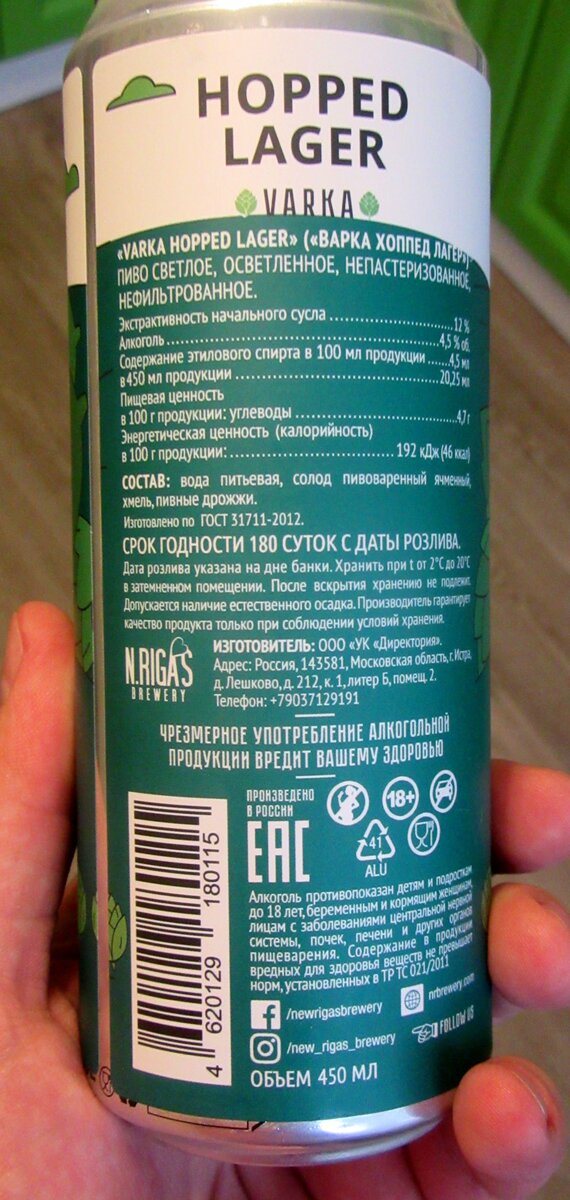 HOPPED
LAGER
VARKA
«VARKA HOPPED LAGER» («ВАРКА ХОППЕД ЛАГЕР»)
ПИВО СВЕТЛОЕ, ОСВЕТЛЕННОЕ, НЕПАСТЕРИЗОВАННОЕ,
НЕФИЛЬТРОВАННОЕ.
Экстрактивность начального сусла ........................ 12 %
Алкоголь ........................ 4,5 % об.
Содержание этилового спирта в 100 мл продукции ...... 4,5 мл
в 450 мл продукции ........................ 20,25 мл
Пищевая ценность
в 100 г продукции: углеводы ........................ 4,7 г
Энергетическая ценность (калорийность)
в 100 г продукции: ........................ 192 кДж (46 ккал)
СОСТАВ: вода питьевая, солод пивоваренный ячменный,
хмель, пивные дрожжи.
Изготовлено по ГОСТ 31711-2012.
СРОК ГОДНОСТИ 180 СУТОК С ДАТЫ РОЗЛИВА.
Дата розлива указана на дне банки. Хранить при t от 2°С до 20°С
в затемненном помещении. После вскрытия хранению не подлежит.
Допускается наличие естественного осадка. Производитель гарантирует
качество продукта только при соблюдении условий хранения.
N.RIGA'S
BREWERY
ИЗГОТОВИТЕЛЬ: ООО «УК «Директория».
Адрес: Россия, 143581, Московская область, г. Истра,
д. Лешково, д. 212, к. 1, литер Б, помещ. 2.
Телефон: +79037129191
ЧРЕЗМЕРНОЕ УПОТРЕБЛЕНИЕ АЛКОГОЛЬНОЙ
ПРОДУКЦИИ ВРЕДИТ ВАШЕМУ ЗДОРОВЬЮ
ПРОИЗВЕДЕНО
В РОССИИ
EAC
18+
41
ALU
4 620129 180115
Алкоголь противопоказан детям и подросткам
до 18 лет, беременным и кормящим женщинам,
лицам с заболеваниями центральной нервной
системы, почек, печени и других органов
пищеварения. Содержание в продукции
вредных для здоровья веществ не превышает
норм, установленных в ТР ТС 021/2011
/newrigasbrewery
nrbrewery.com
/new_rigas_brewery
FOLLOW US
ОБЪЕМ 450 МЛ